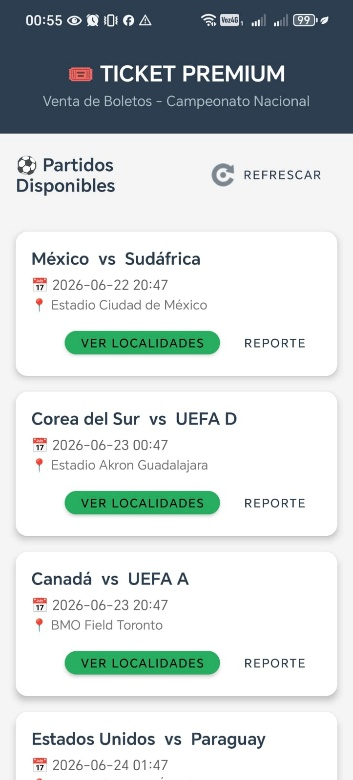 00:55 Vo4G 1 99
TICKET PREMIUM
Venta de Boletos - Campeonato Nacional
Partidos
Disponibles
REFRESCAR
México vs Sudáfrica
2026-06-22 20:47
Estadio Ciudad de México
VER LOCALIDADES REPORTE
Corea del Sur vs UEFA D
2026-06-23 00:47
Estadio Akron Guadalajara
VER LOCALIDADES REPORTE
Canadá vs UEFA A
2026-06-23 20:47
BMO Field Toronto
VER LOCALIDADES REPORTE
Estados Unidos vs Paraguay
2026-06-24 01:47